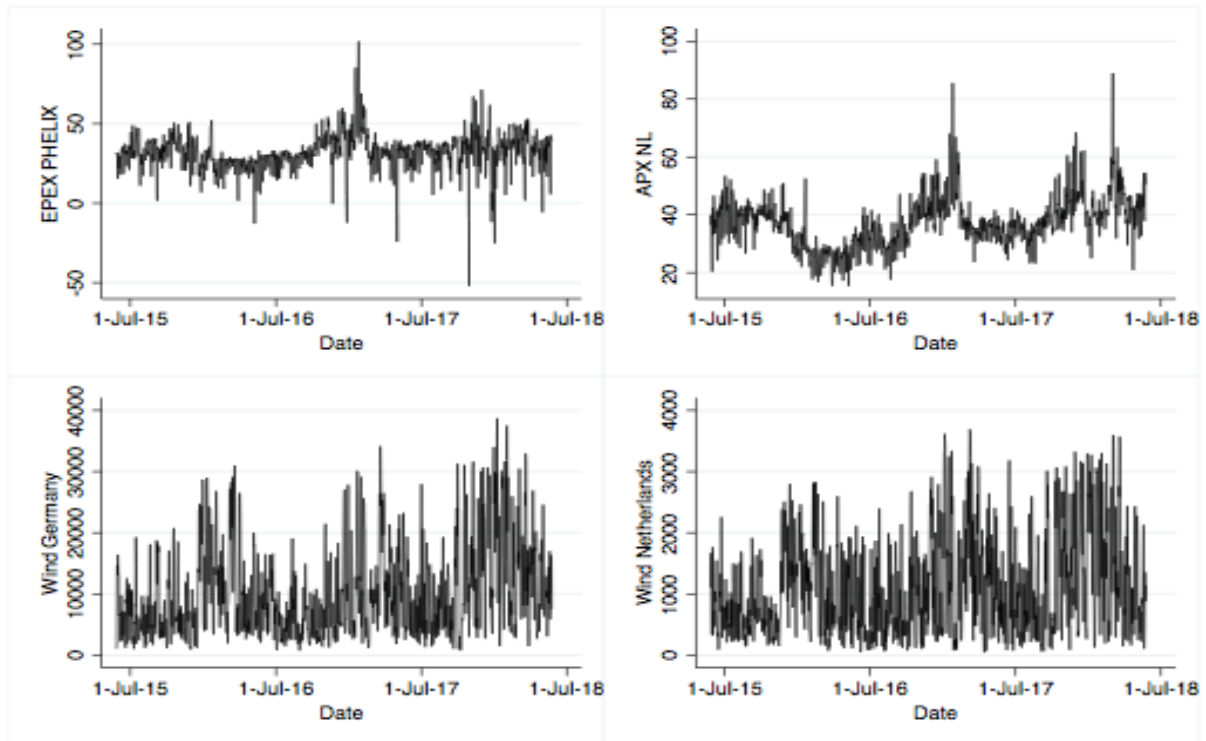 EPEX PHELIX
100
50
0
-50
1-Jul-15 1-Jul-16 1-Jul-17 1-Jul-18
Date
APX NL
100
80
60
40
20
1-Jul-15 1-Jul-16 1-Jul-17 1-Jul-18
Date
Wind Germany
40000
30000
20000
10000
0
1-Jul-15 1-Jul-16 1-Jul-17 1-Jul-18
Date
Wind Netherlands
4000
3000
2000
1000
0
1-Jul-15 1-Jul-16 1-Jul-17 1-Jul-18
Date